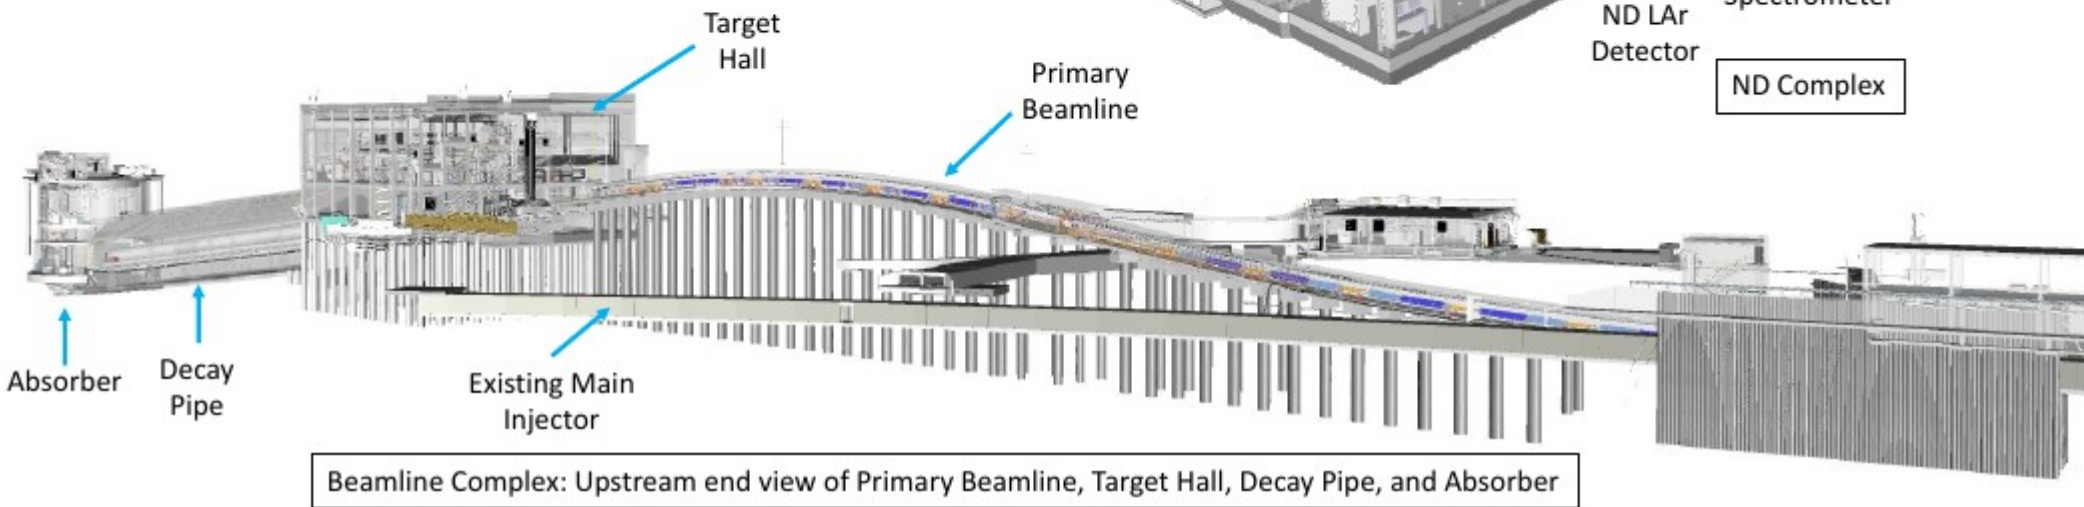 Target
Hall
Primary
Beamline
Spectrometer
ND LAr
Detector
ND Complex
Absorber
Decay
Pipe
Existing Main
Injector
Beamline Complex: Upstream end view of Primary Beamline, Target Hall, Decay Pipe, and Absorber